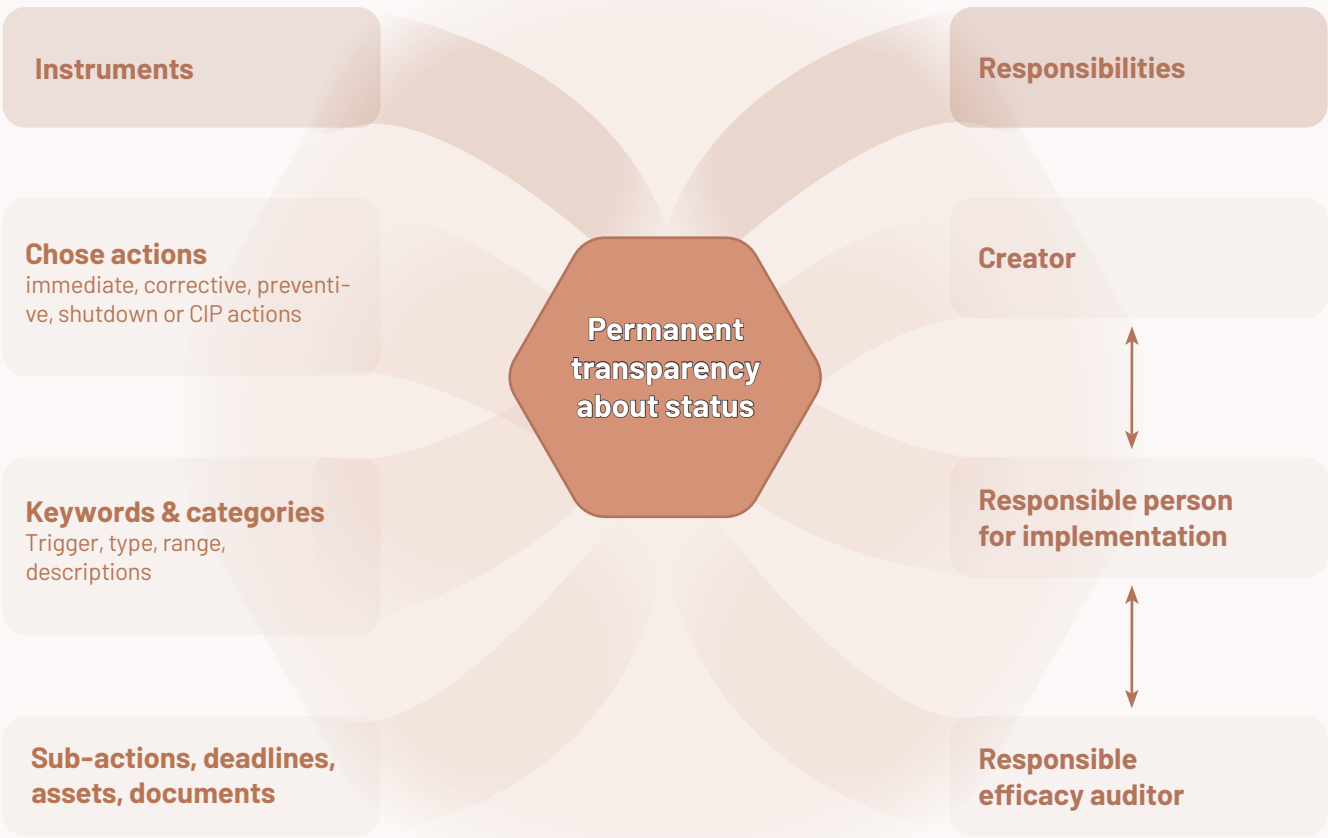 Instruments
Chose actions
immediate, corrective, preventi-
ve, shutdown or CIP actions
Keywords & categories
Trigger, type, range,
descriptions
Sub-actions, deadlines,
assets, documents
Permanent
transparency
about status
Responsibilities
Creator
Responsible person
for implementation
Responsible
efficacy auditor